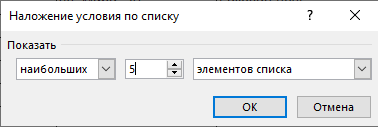 Наложение условия по списку
Показать
наибольших 5 элементов списка
ОК Отмена